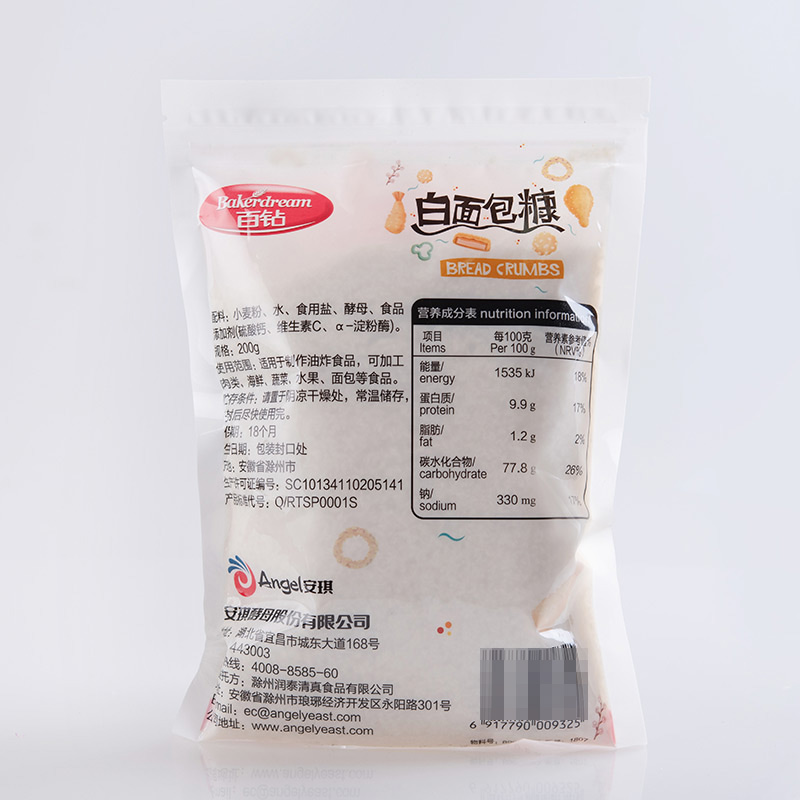 Bakerdream
百钻
白面包糠
BREAD CRUMBS
配料：小麦粉、水、食用盐、酵母、食品
添加剂(硫酸钙、维生素C、α-淀粉酶)。
规格：200g
使用范围：适用于制作油炸食品，可加工
肉类、海鲜、蔬菜、水果、面包等食品。
贮存条件：请置于阴凉干燥处，常温储存，
封后尽快使用完。
保质期：18个月
生产日期：包装封口处
产地：安徽省滁州市
生产许可证编号：SC10134110205141
产品标准代号：Q/RTSP0001S
营养成分表 nutrition information
项目 每100克 营养素参考值%
Items Per 100 g (NRV%)
能量/
energy 1535 kJ 18%
蛋白质/
protein 9.9 g 17%
脂肪/
fat 1.2 g 2%
碳水化合物/
carbohydrate 77.8 g 26%
钠/
sodium 330 mg 17%
Angel安琪
安琪酵母股份有限公司
湖北省宜昌市城东大道168号
443003
热线：4008-8585-60
滁州润泰清真食品有限公司
安徽省滁州市琅琊经济开发区永阳路301号
Email：ec@angelyeast.com
网址：www.angelyeast.com
6 917790 009325
物料号：